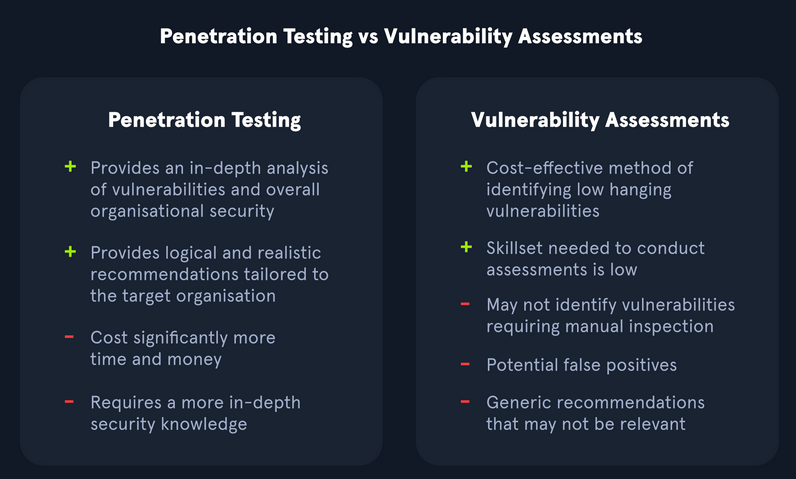 Penetration Testing vs Vulnerability Assessments
Penetration Testing
+ Provides an in-depth analysis
of vulnerabilities and overall
organisational security
+ Provides logical and realistic
recommendations tailored to
the target organisation
- Cost significantly more
time and money
- Requires a more in-depth
security knowledge
Vulnerability Assessments
+ Cost-effective method of
identifying low hanging
vulnerabilities
+ Skillset needed to conduct
assessments is low
- May not identify vulnerabilities
requiring manual inspection
- Potential false positives
- Generic recommendations
that may not be relevant